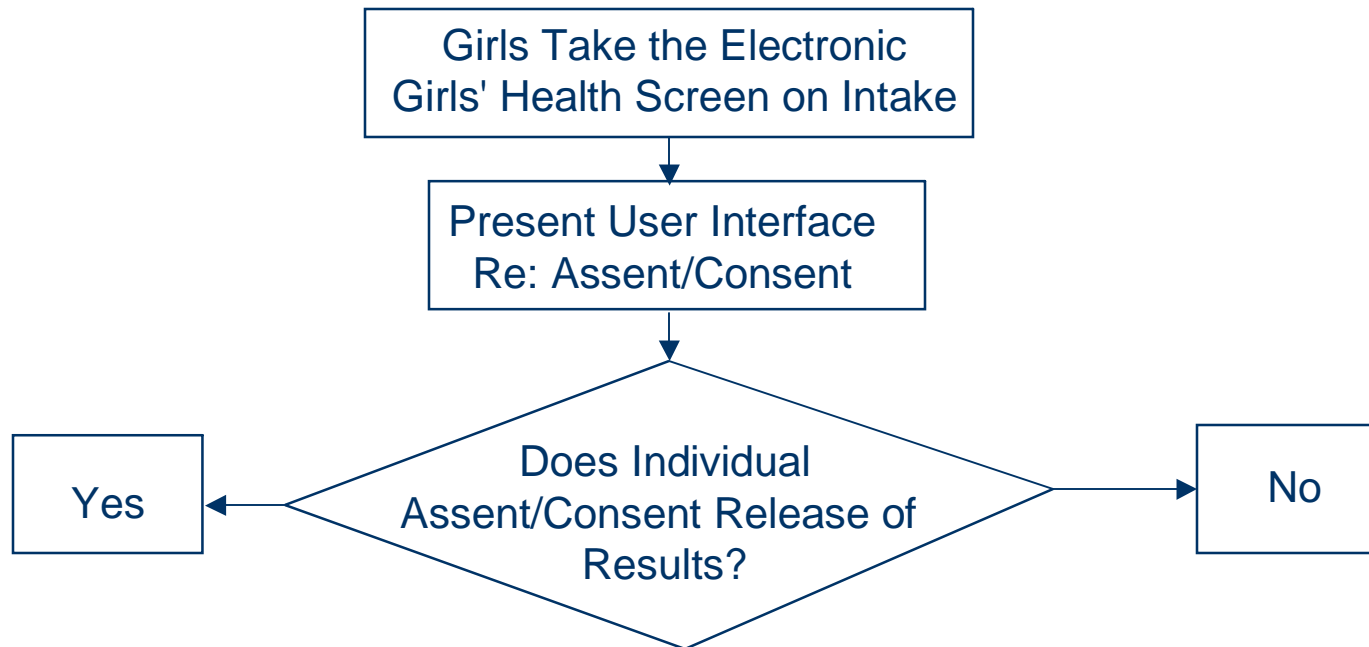 Girls Take the Electronic
Girls' Health Screen on Intake
Present User Interface
Re: Assent/Consent
Does Individual
Assent/Consent Release of
Results?
Yes
No